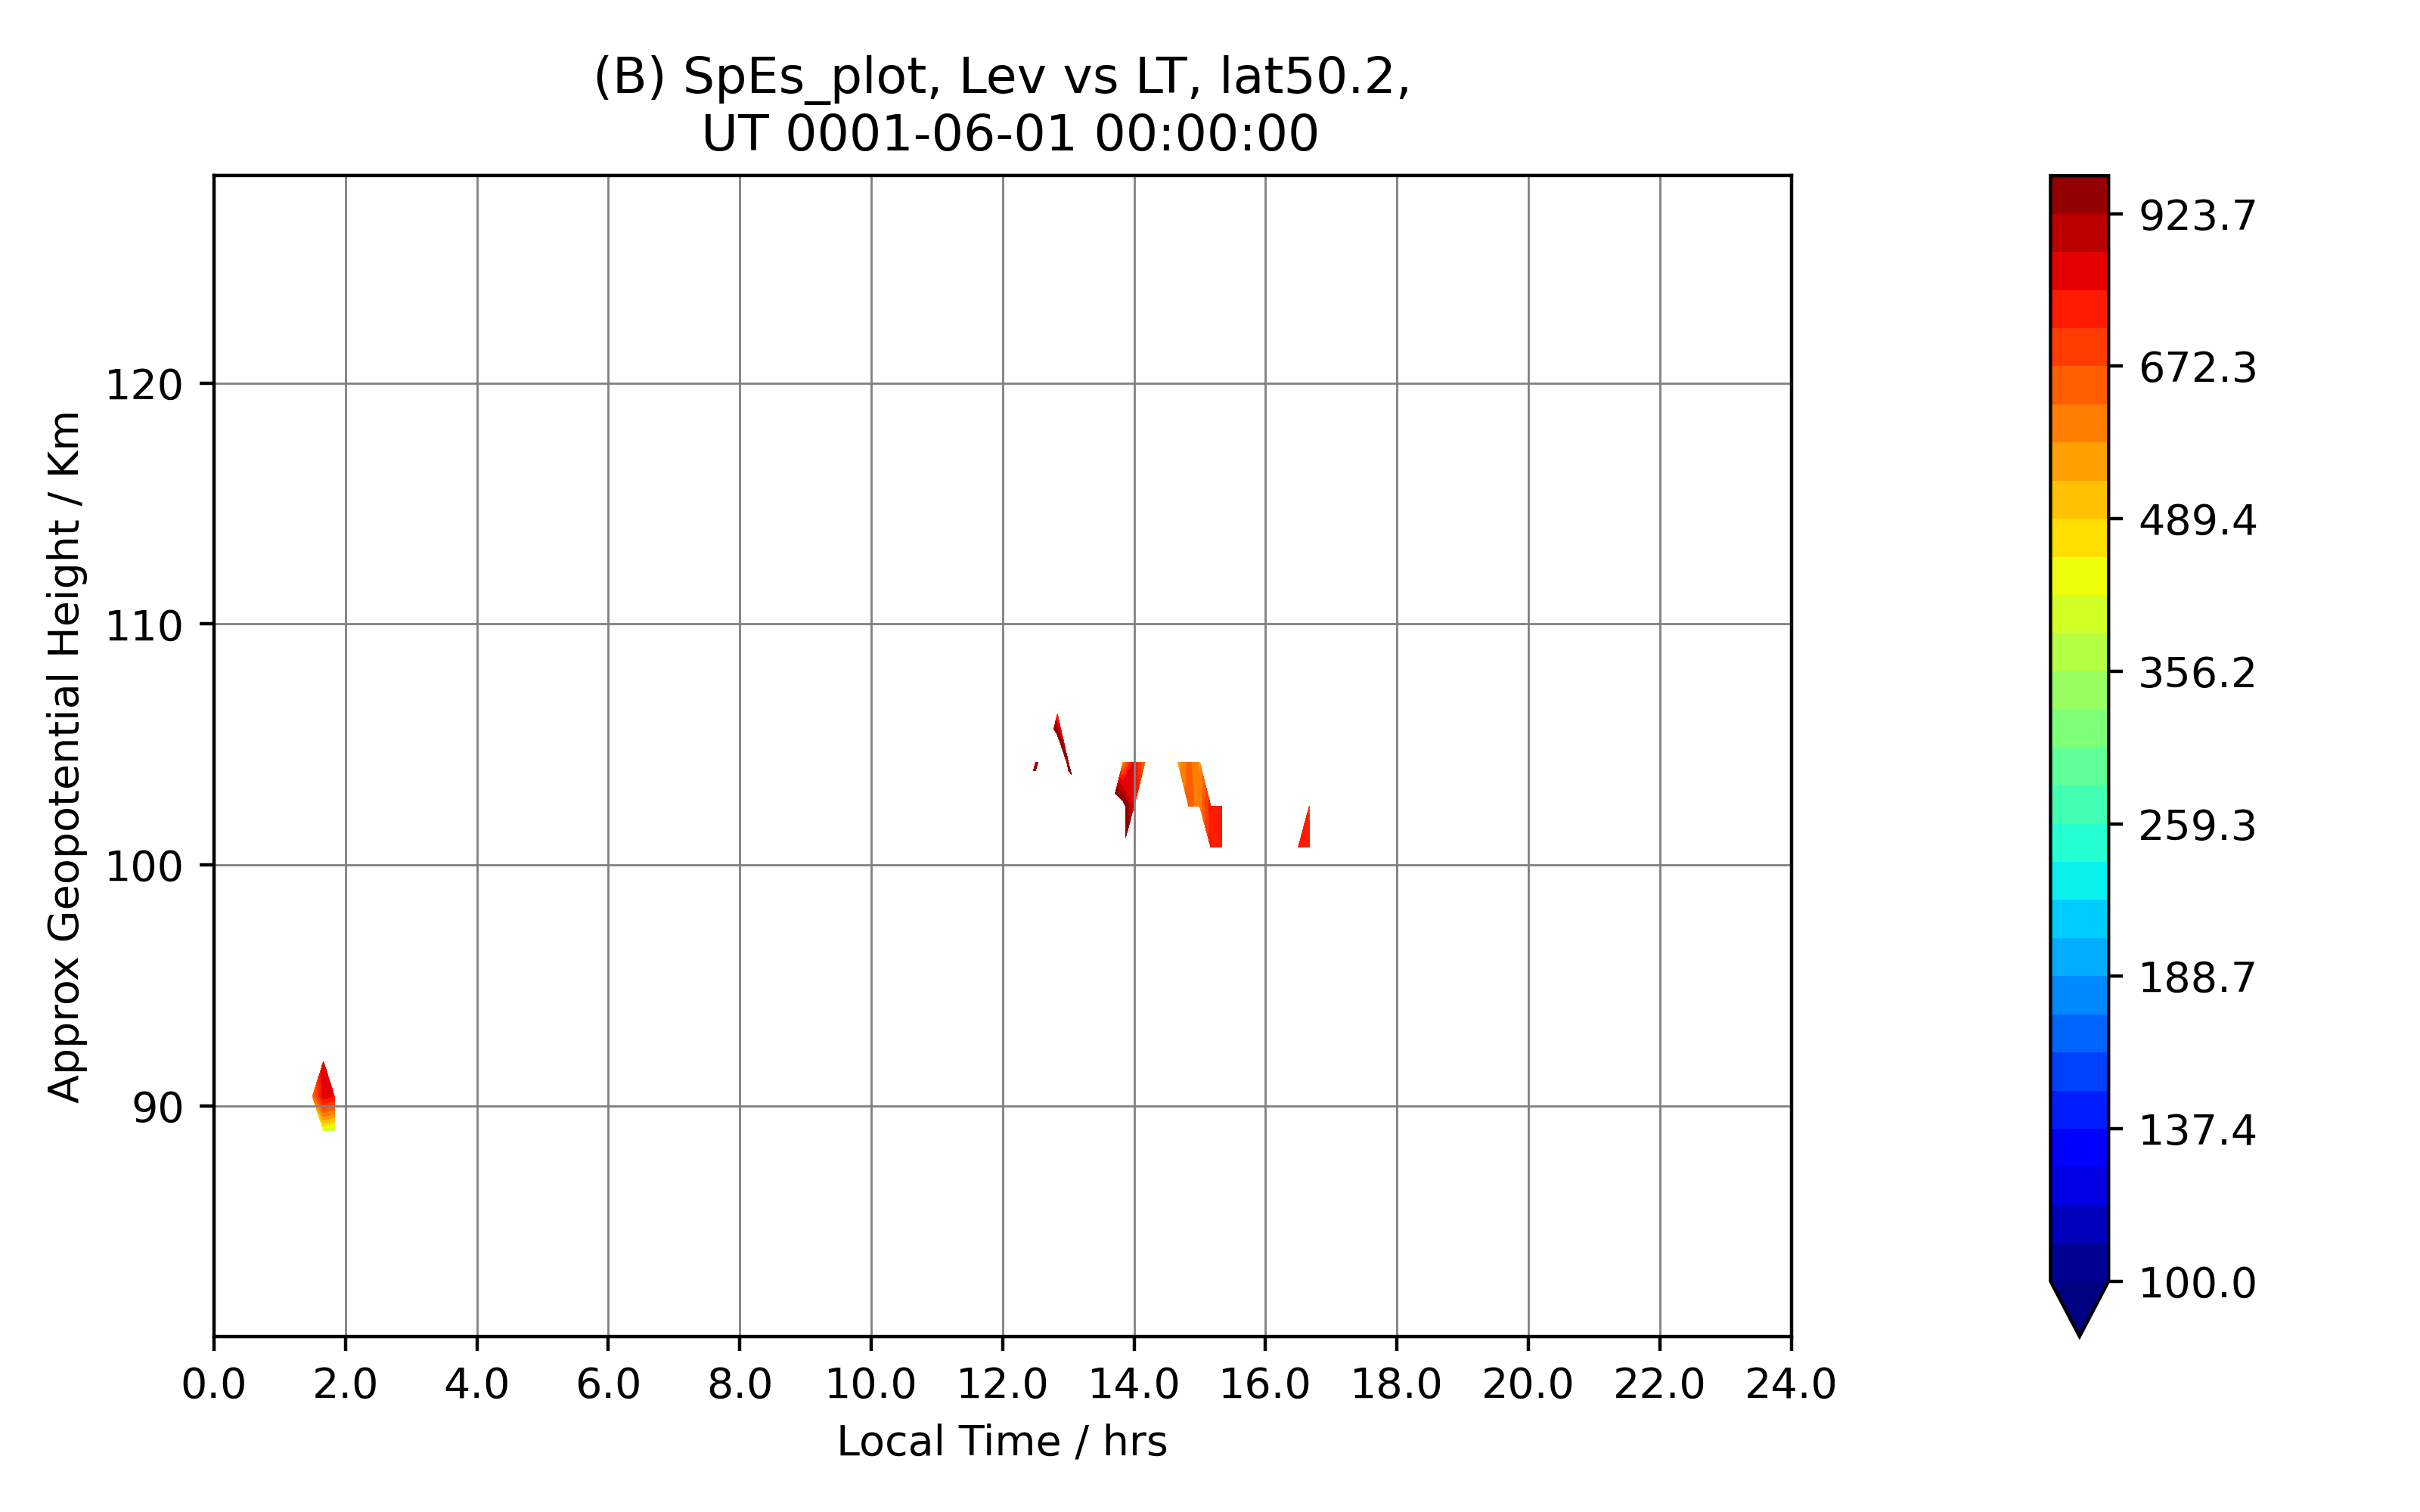 (B) SpEs_plot, Lev vs LT, lat50.2,
UT 0001-06-01 00:00:00
Approx Geopotential Height / Km
120
110
100
90
0.0 2.0 4.0 6.0 8.0 10.0 12.0 14.0 16.0 18.0 20.0 22.0 24.0
Local Time / hrs
923.7
672.3
489.4
356.2
259.3
188.7
137.4
100.0